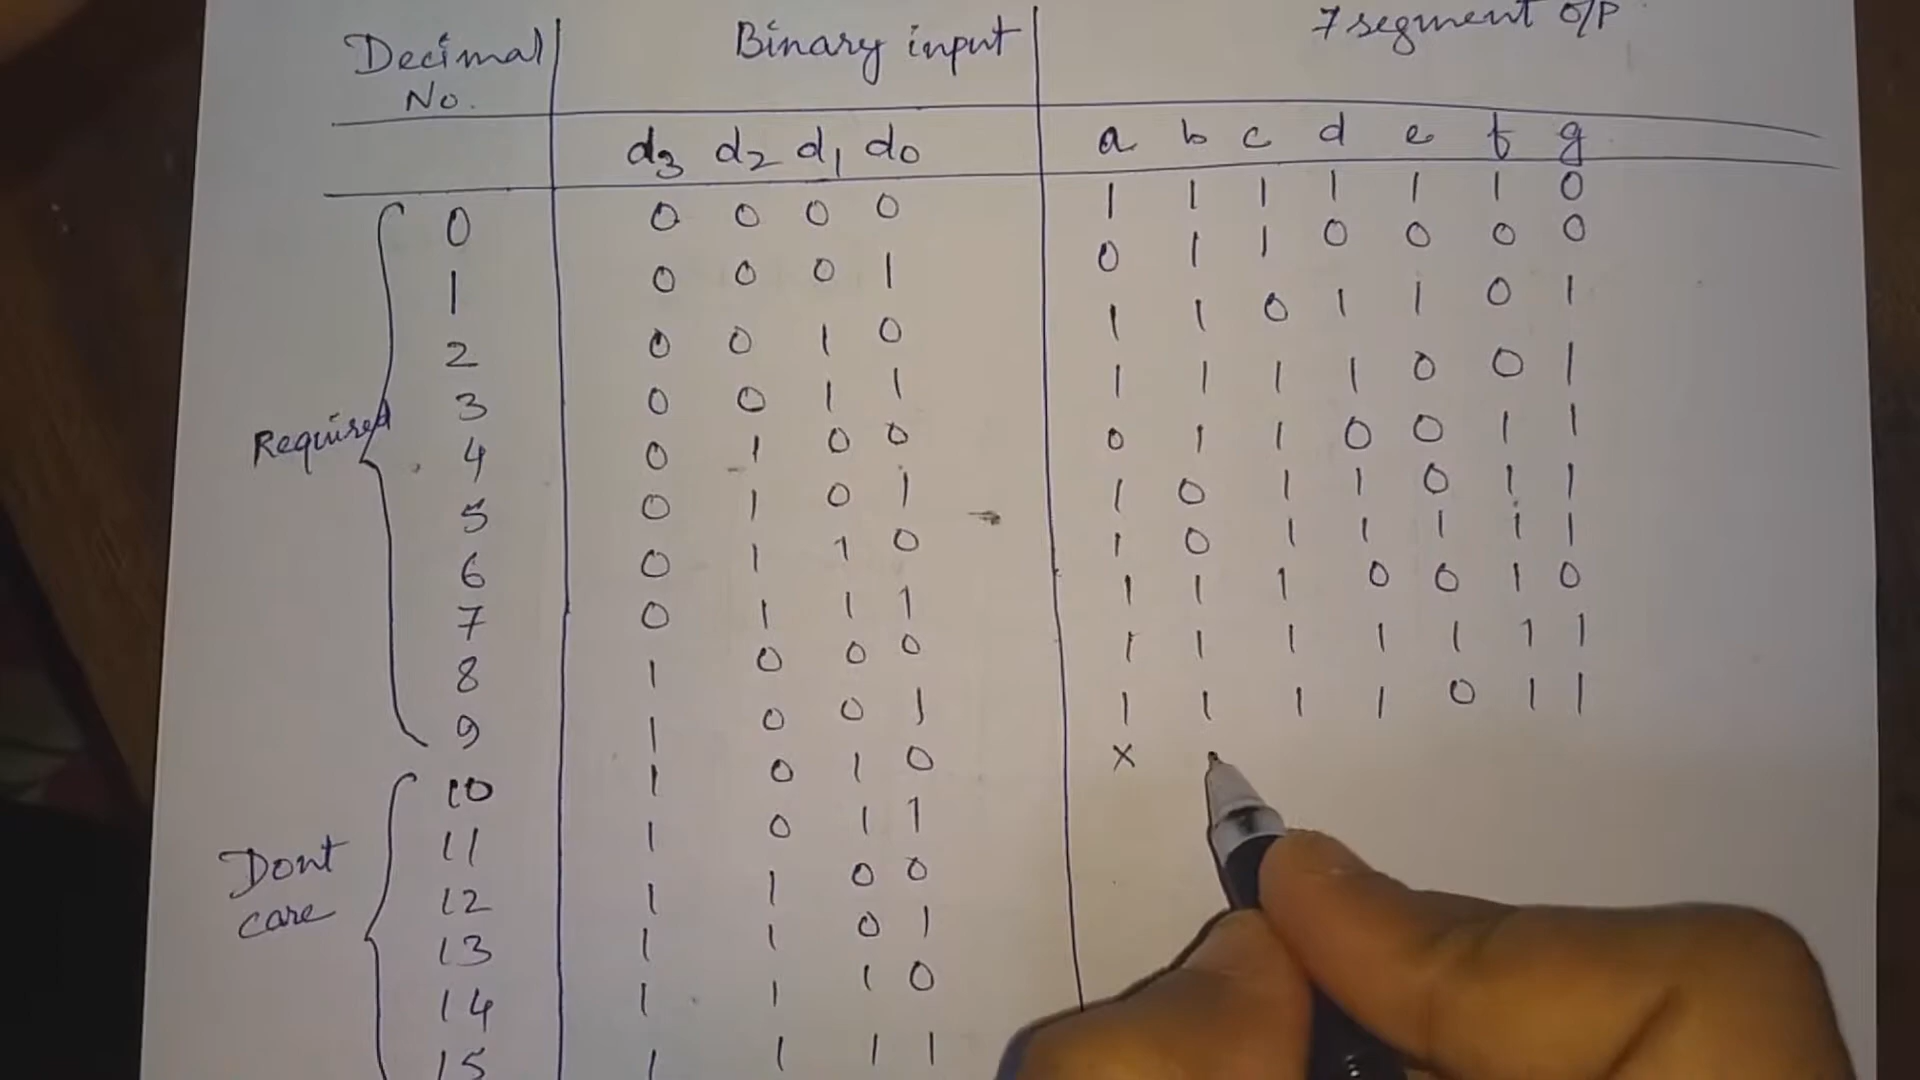 Decimal No. Binary input 7 segment o/p
d3 d2 d1 d0 a b c d e f g
0 0 0 0 0 1 1 1 1 1 1 0
1 0 0 0 1 0 1 1 0 0 0 0
2 0 0 1 0 1 1 0 1 1 0 1
3 0 0 1 1 1 1 1 1 0 0 1
Required 4 0 1 0 0 0 1 1 0 0 1 1
5 0 1 0 1 1 0 1 1 0 1 1
6 0 1 1 0 1 0 1 1 1 1 1
7 0 1 1 1 1 1 1 0 0 1 0
8 1 0 0 0 1 1 1 1 1 1 1
9 1 0 0 1 1 1 1 1 0 1 1
10 1 0 1 0 x
Dont care 11 1 0 1 1
12 1 1 0 0
13 1 1 0 1
14 1 1 1 0
15 1 1 1 1